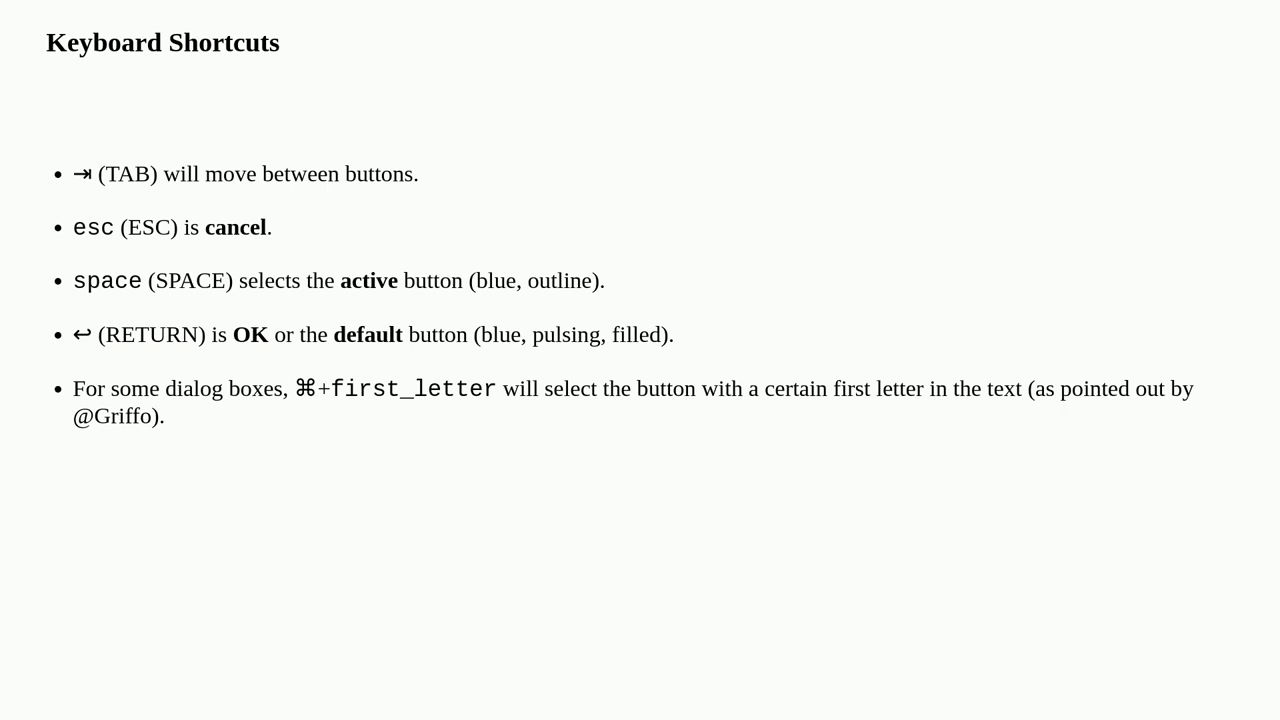 Keyboard Shortcuts
• ⇥ (TAB) will move between buttons.
• esc (ESC) is cancel.
• space (SPACE) selects the active button (blue, outline).
• ↩ (RETURN) is OK or the default button (blue, pulsing, filled).
• For some dialog boxes, ⌘+first_letter will select the button with a certain first letter in the text (as pointed out by
@Griffo).